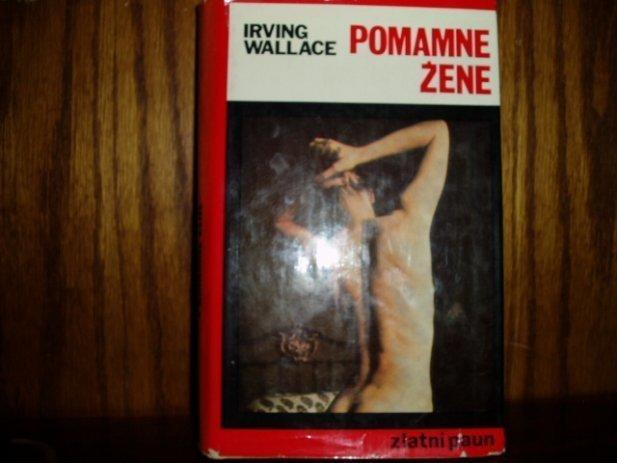 IRVING
WALLACE
POMAMNE
ŽENE
zlatni paun